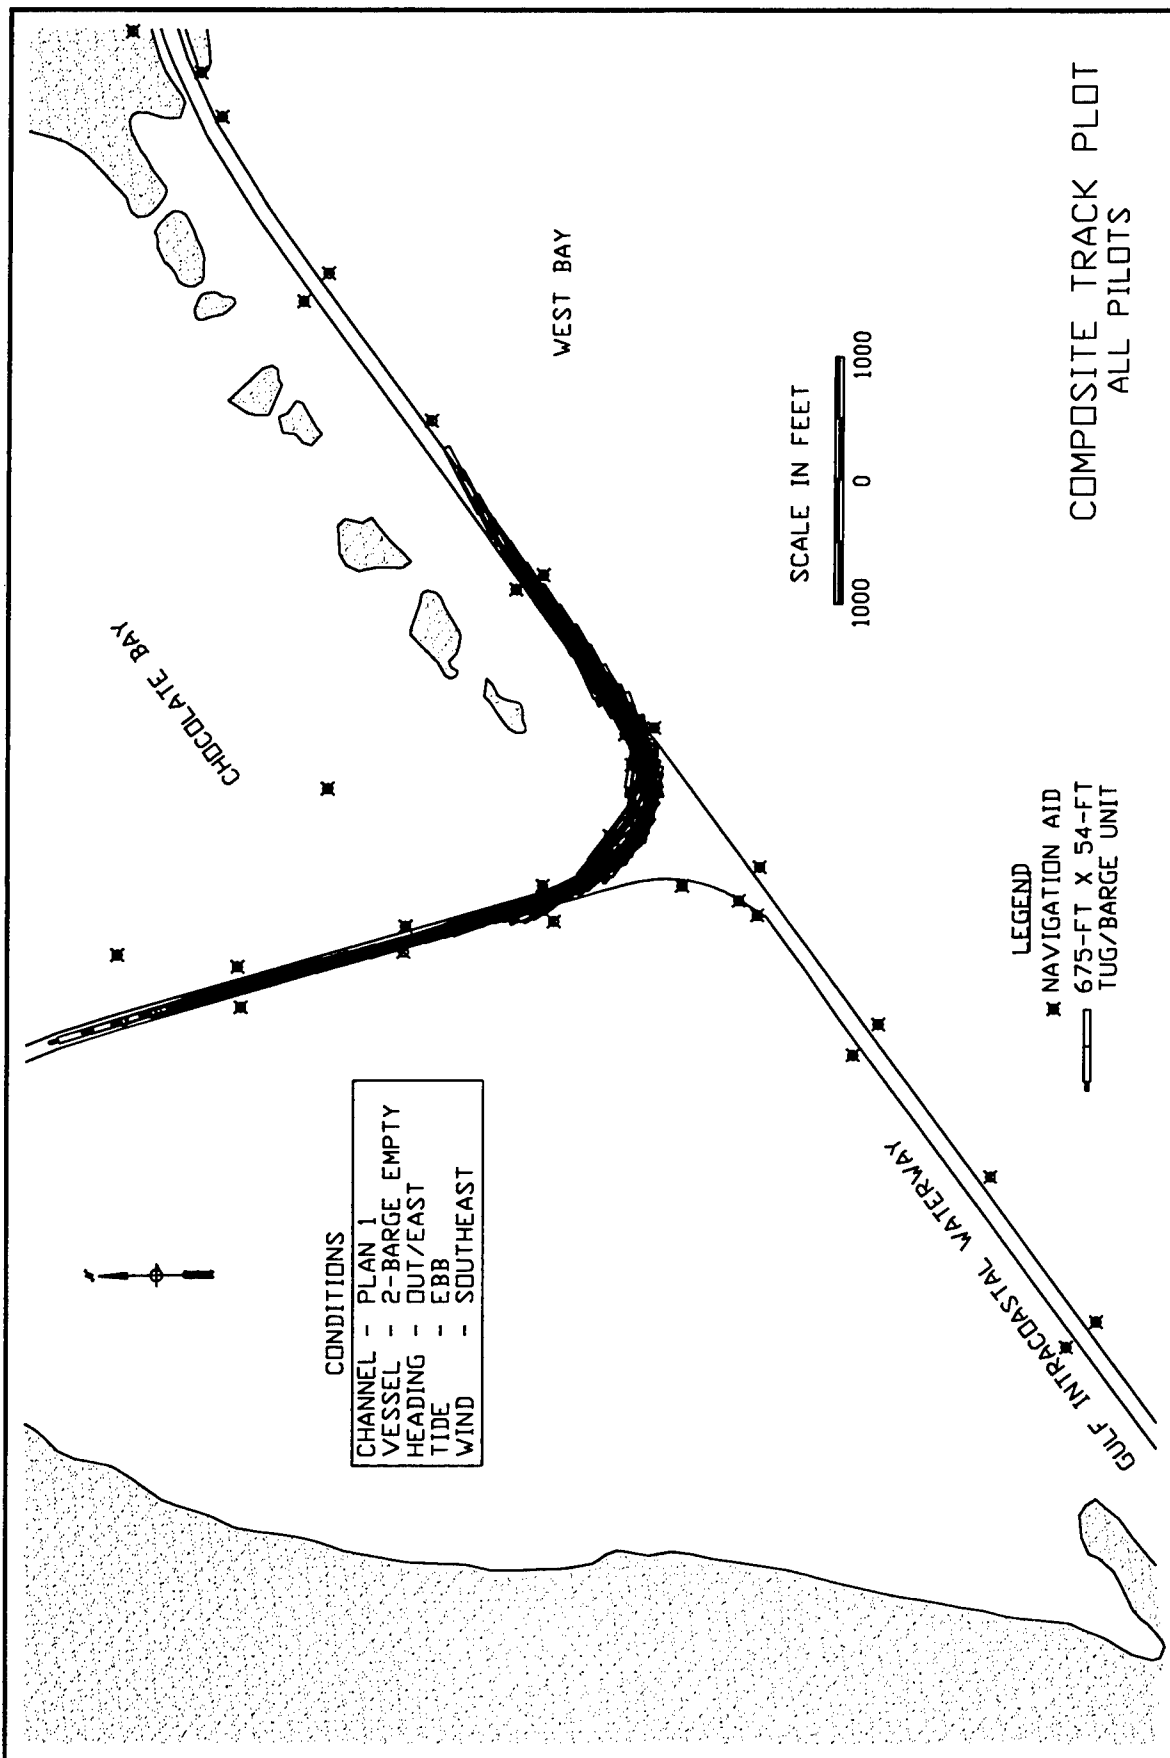 CHOCOLATE BAY
WEST BAY
GULF INTRACOASTAL WATERWAY
CONDITIONS
CHANNEL - PLAN 1
VESSEL - 2-BARGE EMPTY
HEADING - OUT/EAST
TIDE - EBB
WIND - SOUTHEAST
SCALE IN FEET
1000 0 1000
LEGEND
NAVIGATION AID
675-FT X 54-FT
TUG/BARGE UNIT
COMPOSITE TRACK PLOT
ALL PILOTS